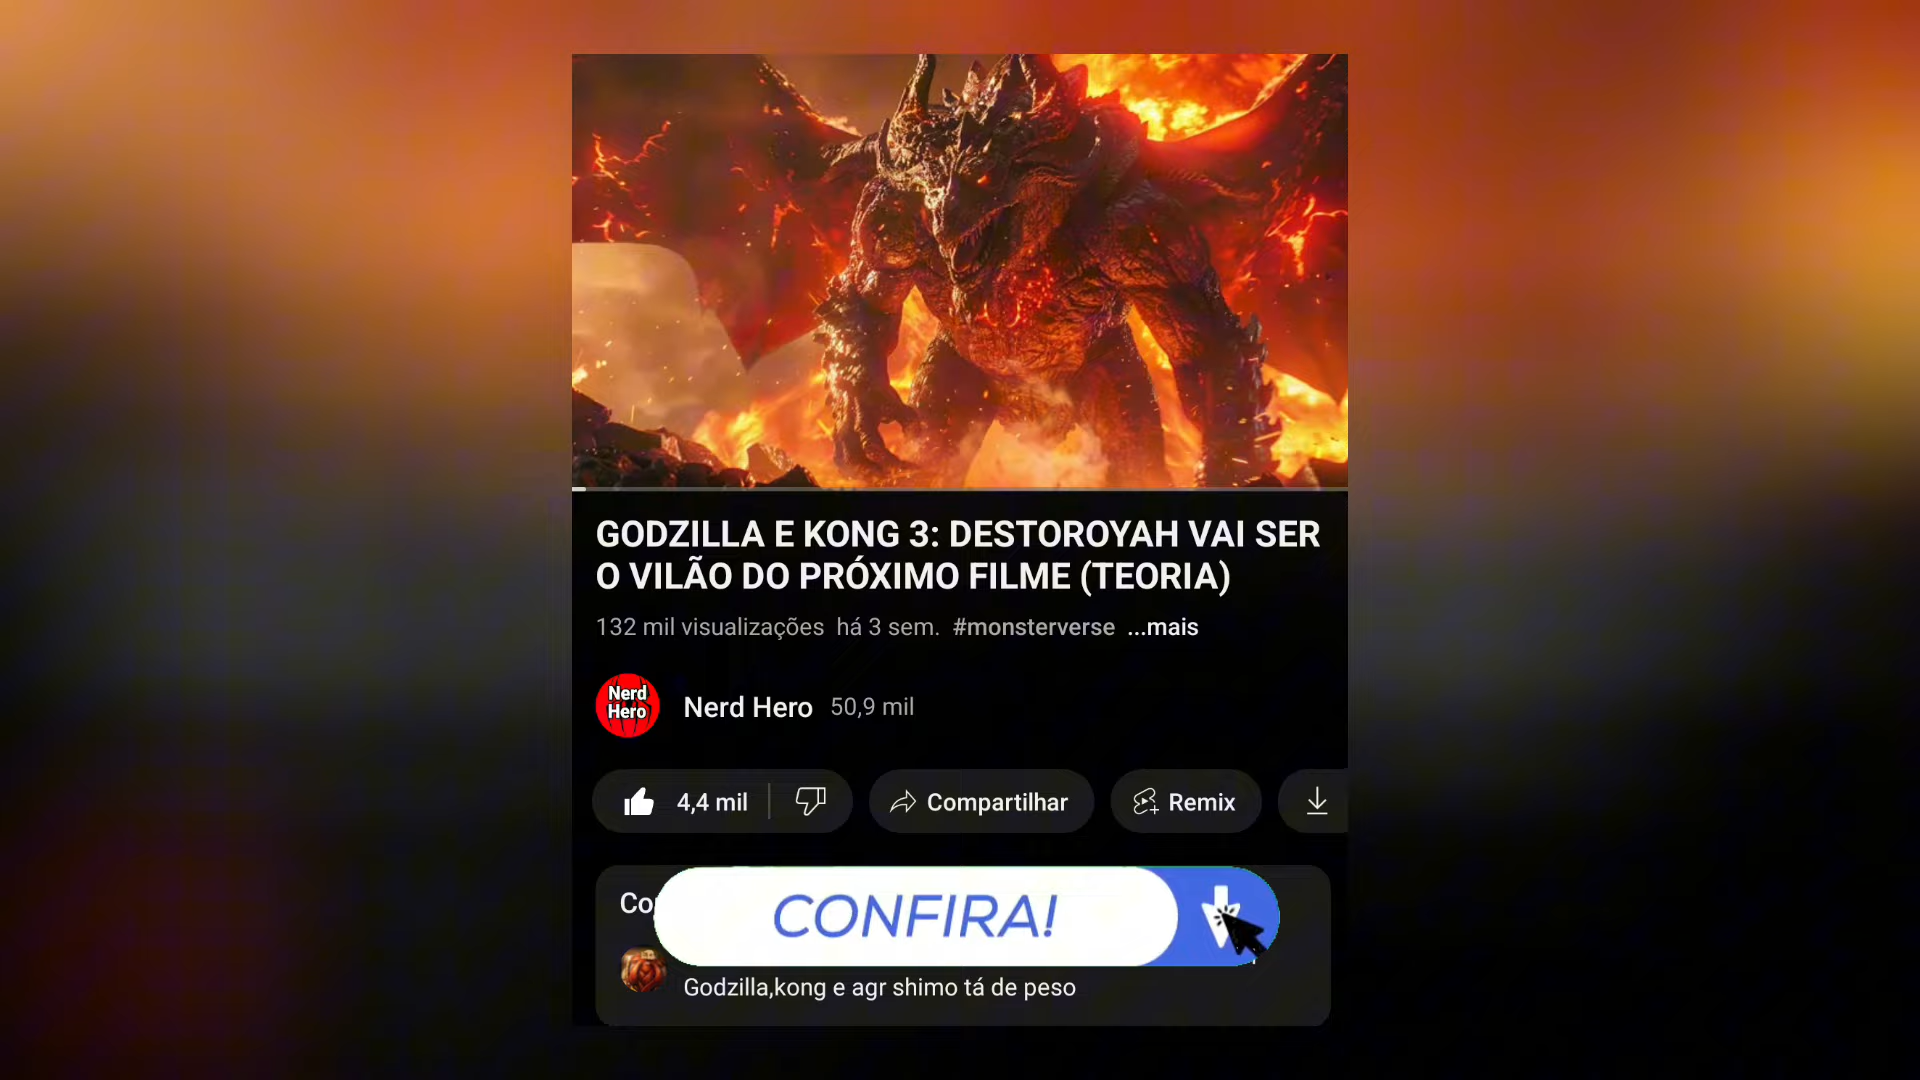 GODZILLA E KONG 3: DESTOROYAH VAI SER
O VILÃO DO PRÓXIMO FILME (TEORIA)
132 mil visualizações há 3 sem. #monsterverse ...mais
Nerd
Hero
Nerd Hero 50,9 mil
4,4 mil Compartilhar Remix
CONFIRA!
Godzilla,kong e agr shimo tá de peso